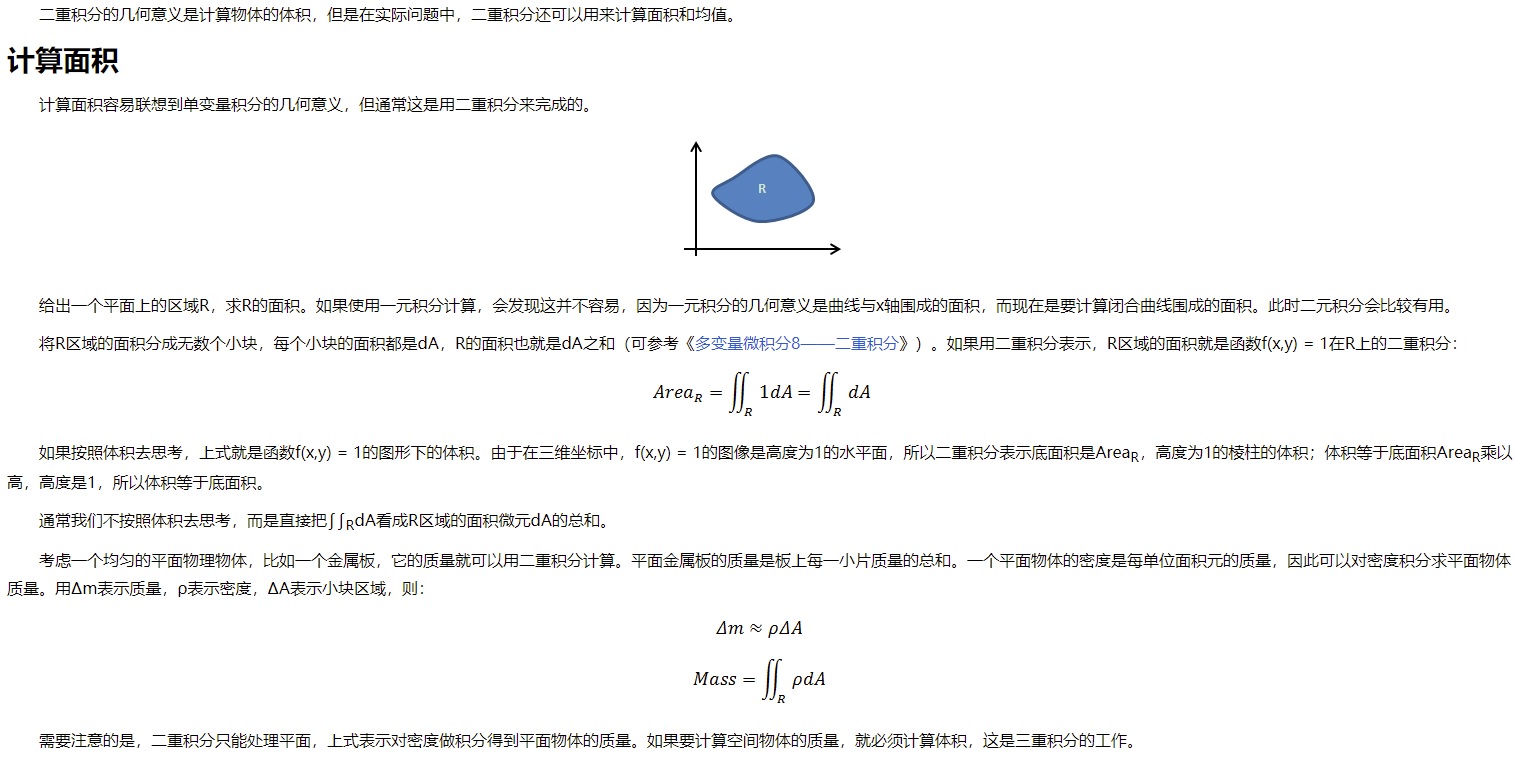 二重积分的几何意义是计算物体的体积，但是在实际问题中，二重积分还可以用来计算面积和均值。
计算面积
计算面积容易联想到单变量积分的几何意义，但通常这是用二重积分来完成的。
R
给出一个平面上的区域R，求R的面积。如果使用一元积分计算，会发现这并不容易，因为一元积分的几何意义是曲线与x轴围成的面积，而现在是要计算闭合曲线围成的面积。此时二元积分会比较有用。
将R区域的面积分成无数个小块，每个小块的面积都是dA，R的面积也就是dA之和（可参考《多变量微积分8——二重积分》）。如果用二重积分表示，R区域的面积就是函数f(x,y) = 1在R上的二重积分：
Area_R = ∬_R 1dA = ∬_R dA
如果按照体积去思考，上式就是函数f(x,y) = 1的图形下的体积。由于在三维坐标中，f(x,y) = 1的图像是高度为1的水平面，所以二重积分表示底面积是Area_R，高度为1的棱柱的体积；体积等于底面积Area_R乘以
高，高度是1，所以体积等于底面积。
通常我们不按照体积去思考，而是直接把∫∫_RdA看成R区域的面积微元dA的总和。
考虑一个均匀的平面物理物体，比如一个金属板，它的质量就可以用二重积分计算。平面金属板的质量是板上每一小片质量的总和。一个平面物体的密度是每单位面积元的质量，因此可以对密度积分求平面物体
质量。用Δm表示质量，ρ表示密度，ΔA表示小块区域，则：
Δm ≈ ρΔA
Mass = ∬_R ρdA
需要注意的是，二重积分只能处理平面，上式表示对密度做积分得到平面物体的质量。如果要计算空间物体的质量，就必须计算体积，这是三重积分的工作。